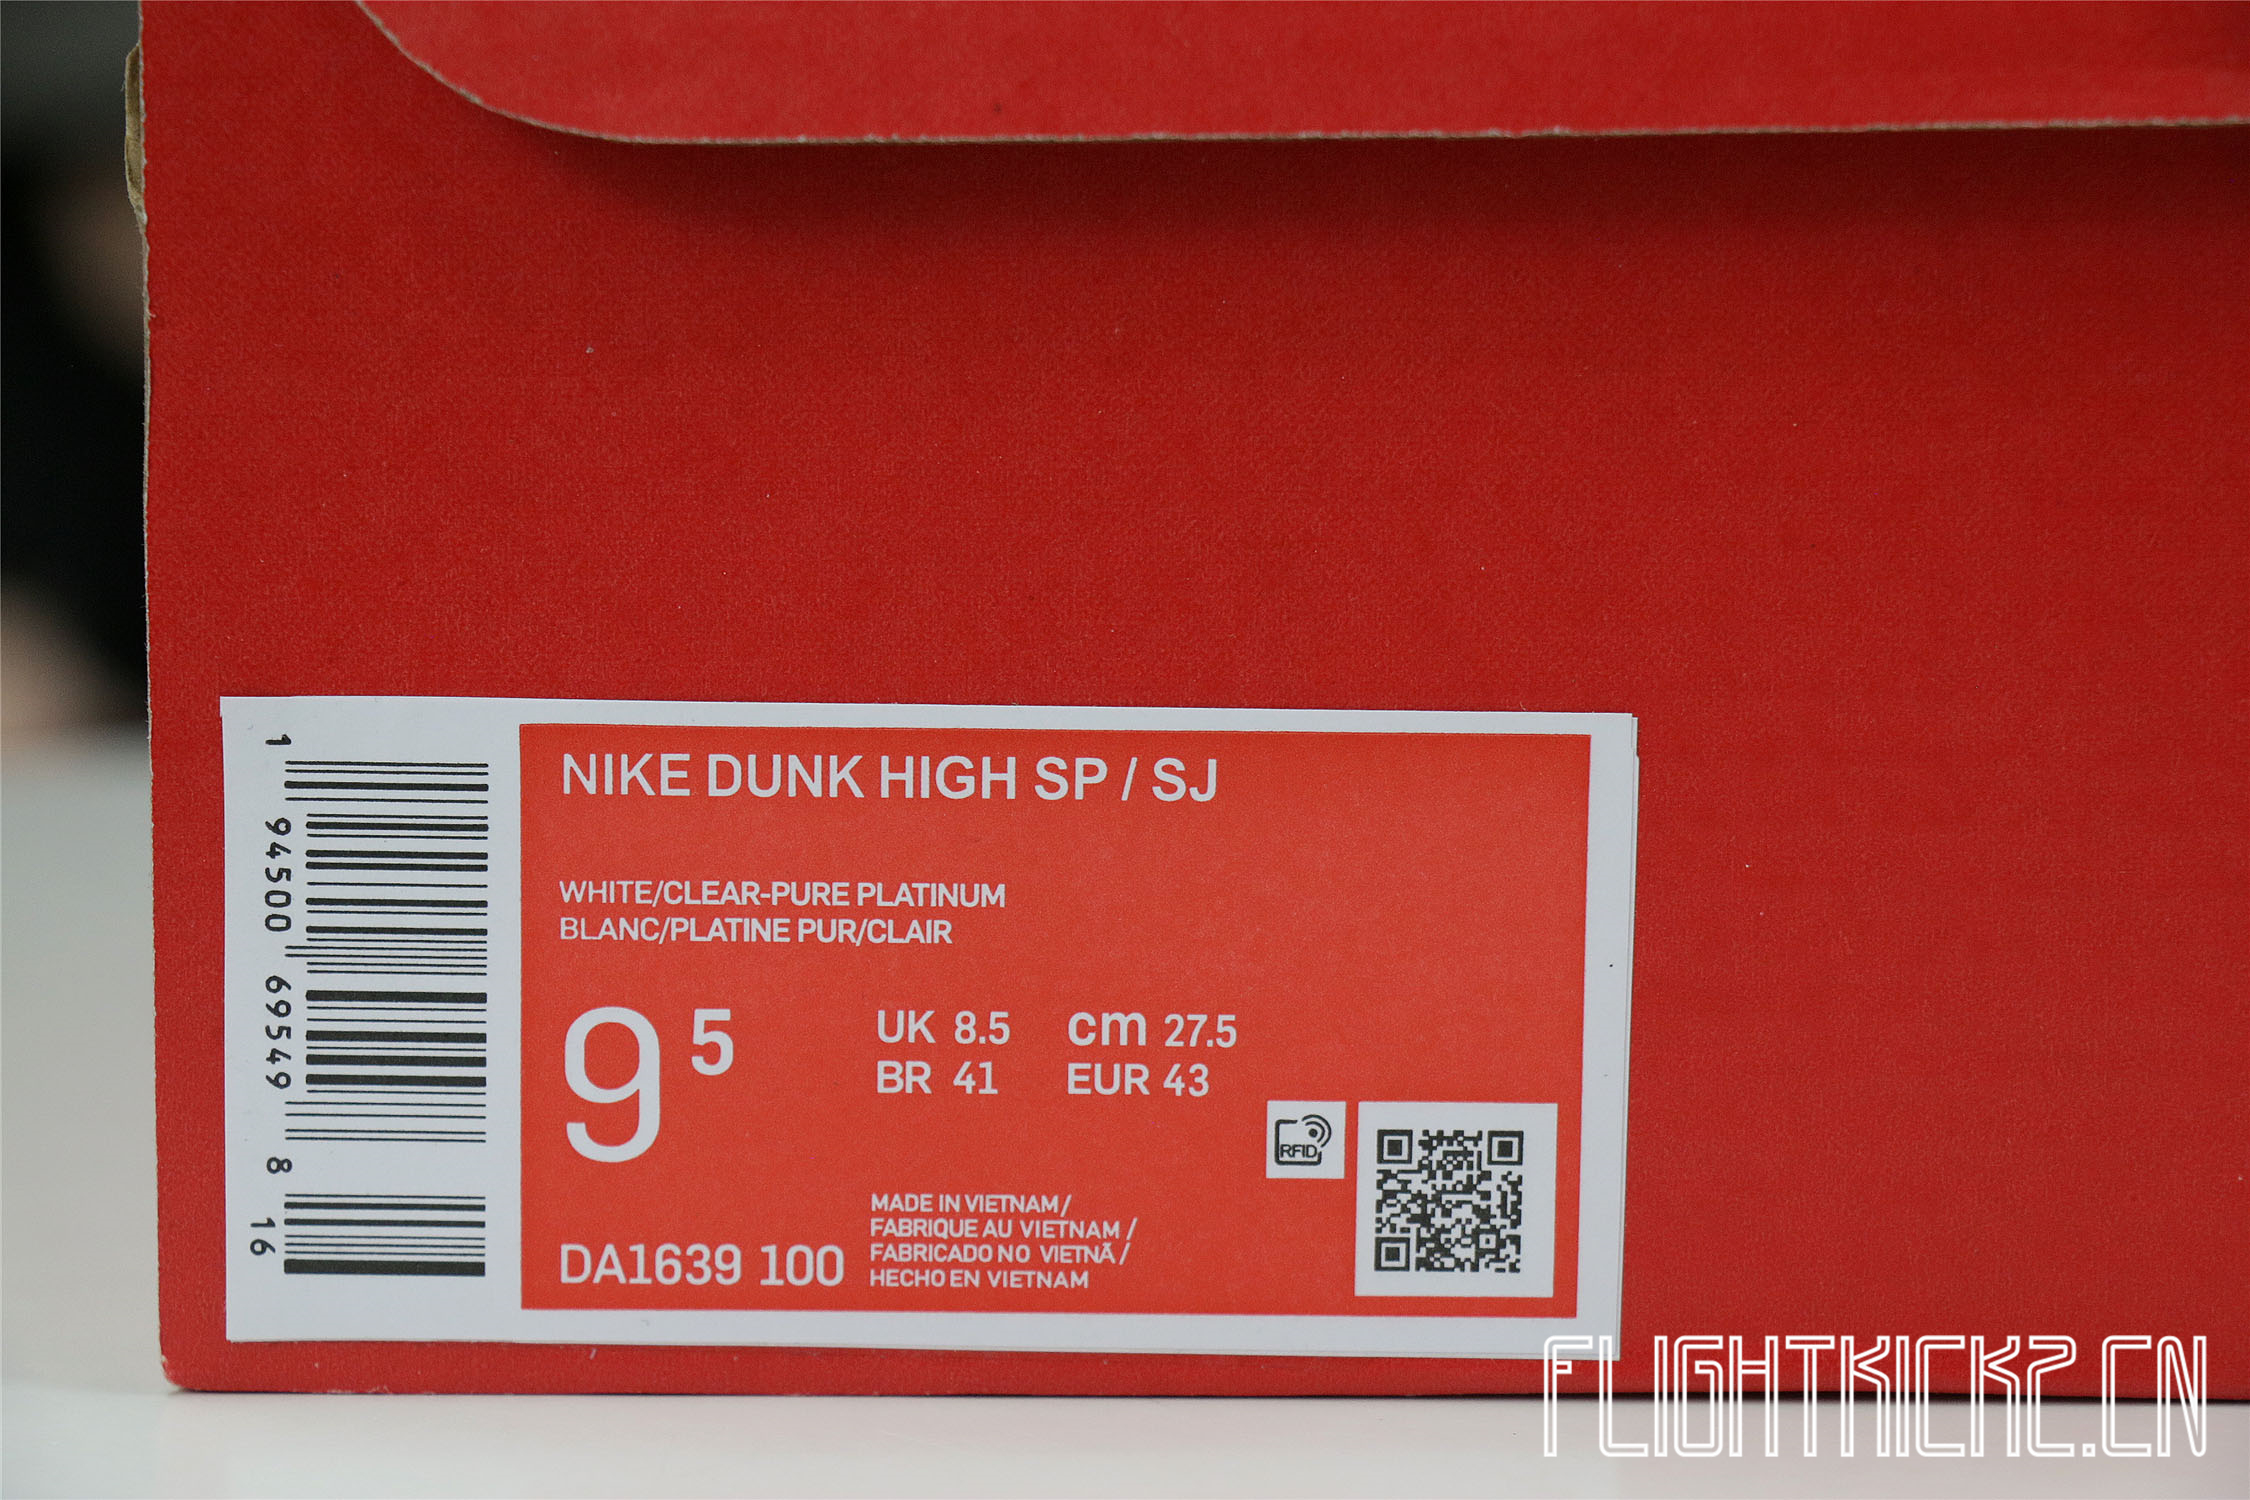 NIKE DUNK HIGH SP / SJ
WHITE/CLEAR-PURE PLATINUM
BLANC/PLATINE PUR/CLAIR
9 5
UK 8.5 cm 27.5
BR 41 EUR 43
RFID
DA1639 100
MADE IN VIETNAM/
FABRIQUE AU VIETNAM /
FABRICADO NO VIETNÃ /
HECHO EN VIETNAM
1 94500 69549 8 16
FLIGHTKICKZ.CN